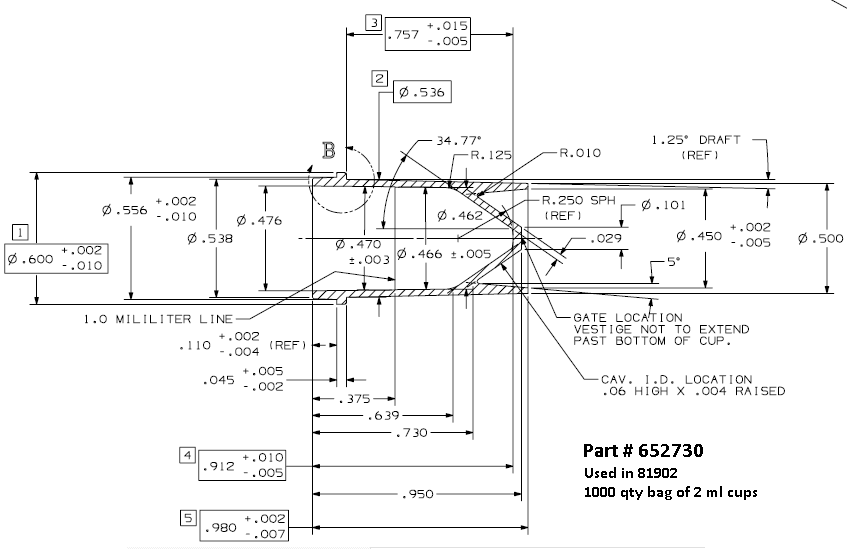 3
.757 +.015
-.005
2
Ø.536
34.77°
B
R.125
R.010
1.25° DRAFT
(REF)
R.250 SPH
(REF)
Ø.556 +.002
-.010
Ø.476
Ø.462
Ø.101
1
Ø.538
Ø.470
±.003
Ø.466 ±.005
.029
Ø.450 +.002
-.005
Ø.500
Ø.600 +.002
-.010
5°
1.0 MILILITER LINE
GATE LOCATION
VESTIGE NOT TO EXTEND
PAST BOTTOM OF CUP.
.110 +.002
-.004 (REF)
.045 +.005
-.002
CAV. I.D. LOCATION
.06 HIGH X .004 RAISED
.375
.639
.730
4
.912 +.010
-.005
.950
5
.980 +.002
-.007
Part # 652730
Used in 81902
1000 qty bag of 2 ml cups